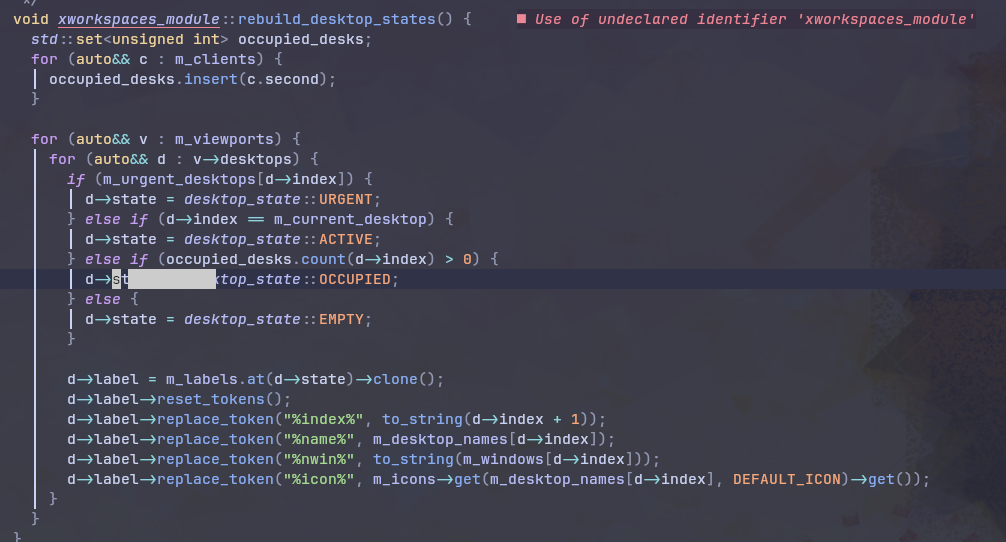 */
void xworkspaces_module::rebuild_desktop_states() {    ■ Use of undeclared identifier 'xworkspaces_module'
  std::set<unsigned int> occupied_desks;
  for (auto&& c : m_clients) {
    occupied_desks.insert(c.second);
  }

  for (auto&& v : m_viewports) {
    for (auto&& d : v->desktops) {
      if (m_urgent_desktops[d->index]) {
        d->state = desktop_state::URGENT;
      } else if (d->index == m_current_desktop) {
        d->state = desktop_state::ACTIVE;
      } else if (occupied_desks.count(d->index) > 0) {
        d->st ktop_state::OCCUPIED;
      } else {
        d->state = desktop_state::EMPTY;
      }

      d->label = m_labels.at(d->state)->clone();
      d->label->reset_tokens();
      d->label->replace_token("%index%", to_string(d->index + 1));
      d->label->replace_token("%name%", m_desktop_names[d->index]);
      d->label->replace_token("%nwin%", to_string(m_windows[d->index]));
      d->label->replace_token("%icon%", m_icons->get(m_desktop_names[d->index], DEFAULT_ICON)->get());
    }
  }
}